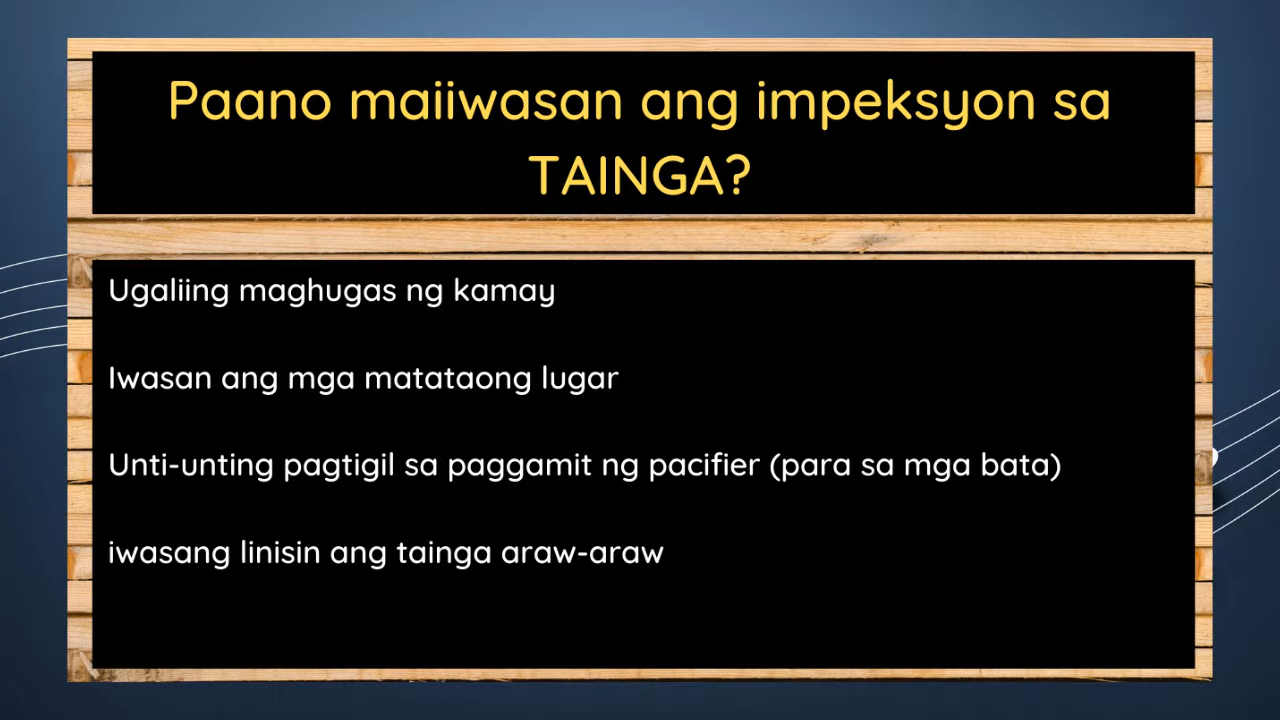 Paano maiiwasan ang impeksyon sa
TAINGA?
Ugaliing maghugas ng kamay
Iwasan ang mga matataong lugar
Unti-unting pagtigil sa paggamit ng pacifier (para sa mga bata)
iwasang linisin ang tainga araw-araw